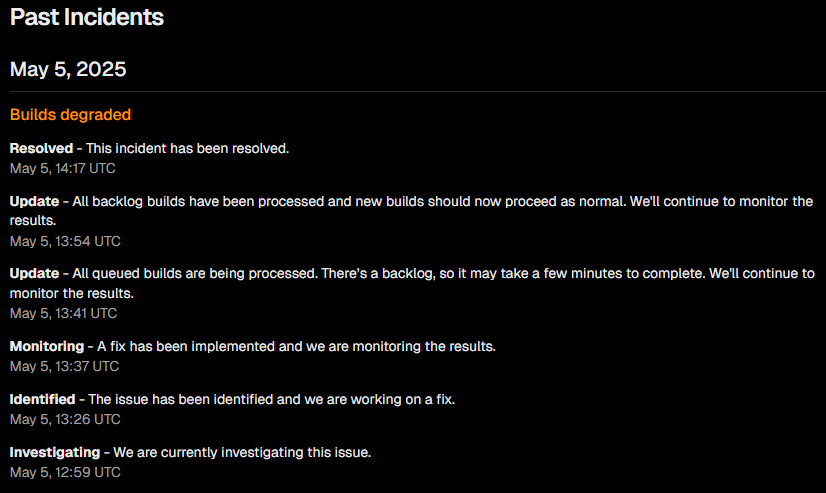 Past Incidents
May 5, 2025
Builds degraded
Resolved - This incident has been resolved.
May 5, 14:17 UTC
Update - All backlog builds have been processed and new builds should now proceed as normal. We'll continue to monitor the
results.
May 5, 13:54 UTC
Update - All queued builds are being processed. There's a backlog, so it may take a few minutes to complete. We'll continue to
monitor the results.
May 5, 13:41 UTC
Monitoring - A fix has been implemented and we are monitoring the results.
May 5, 13:37 UTC
Identified - The issue has been identified and we are working on a fix.
May 5, 13:26 UTC
Investigating - We are currently investigating this issue.
May 5, 12:59 UTC